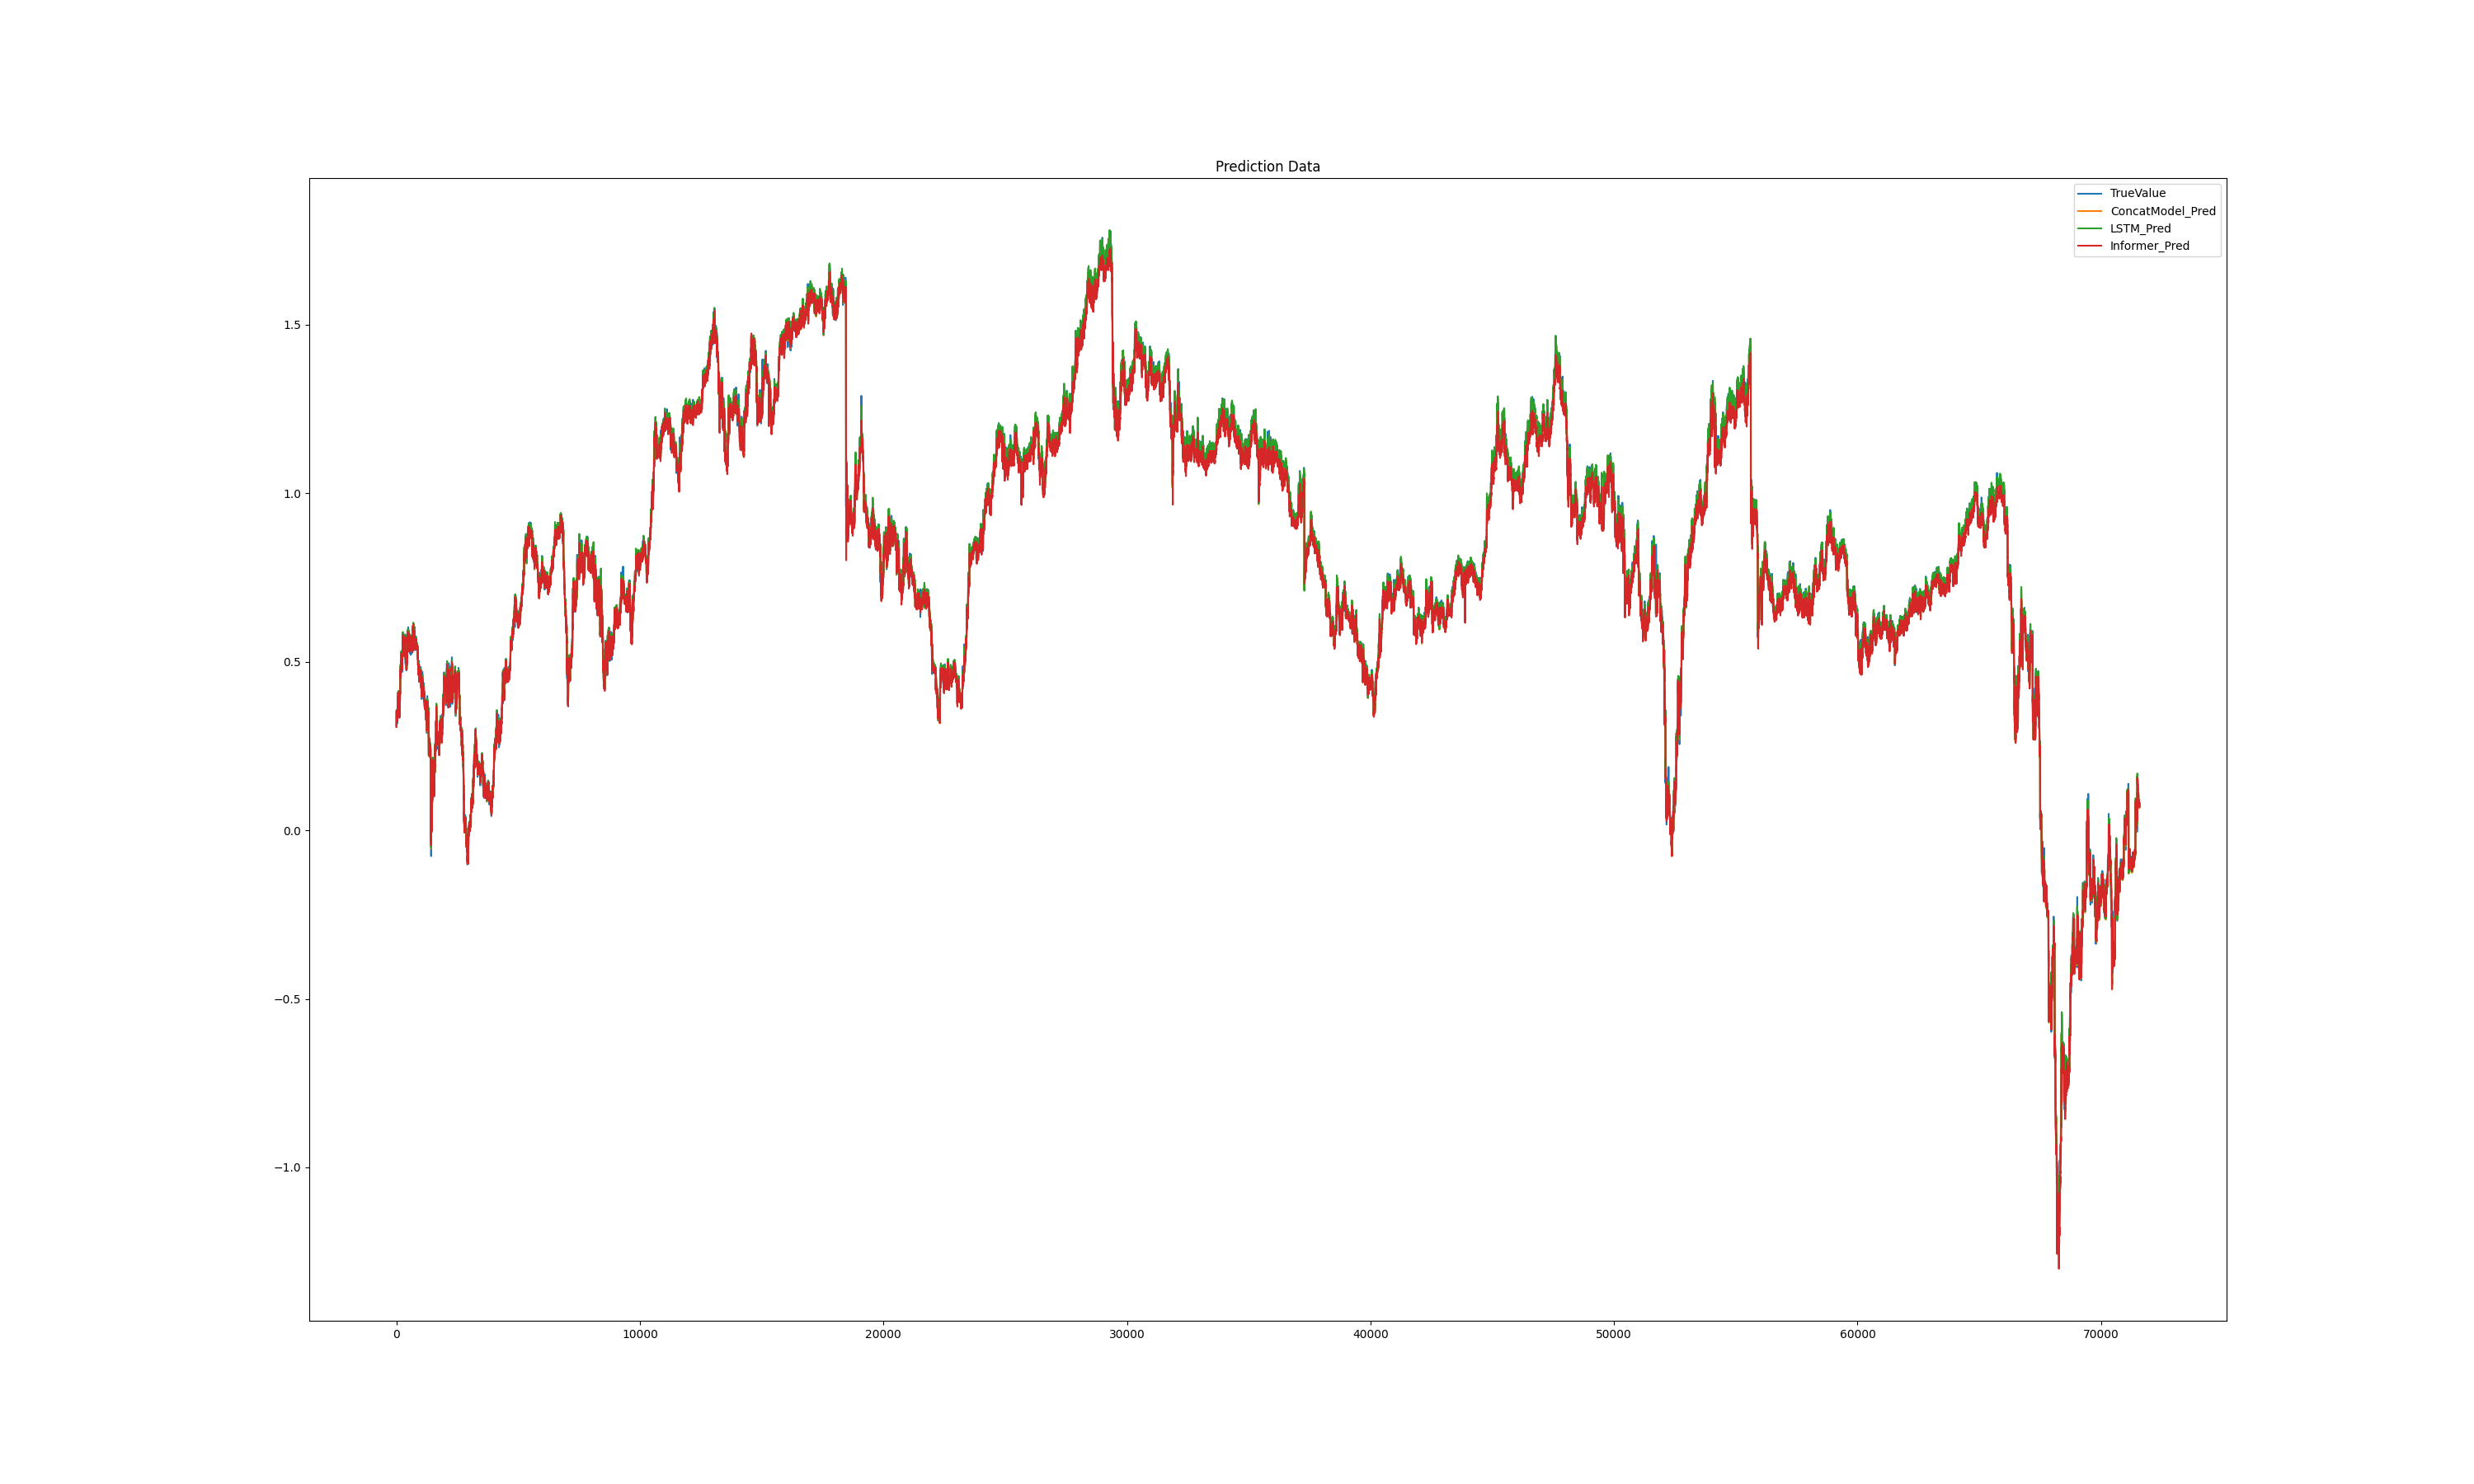 Prediction Data
TrueValue
ConcatModel_Pred
LSTM_Pred
Informer_Pred
1.5
1.0
0.5
0.0
−0.5
−1.0
0 10000 20000 30000 40000 50000 60000 70000